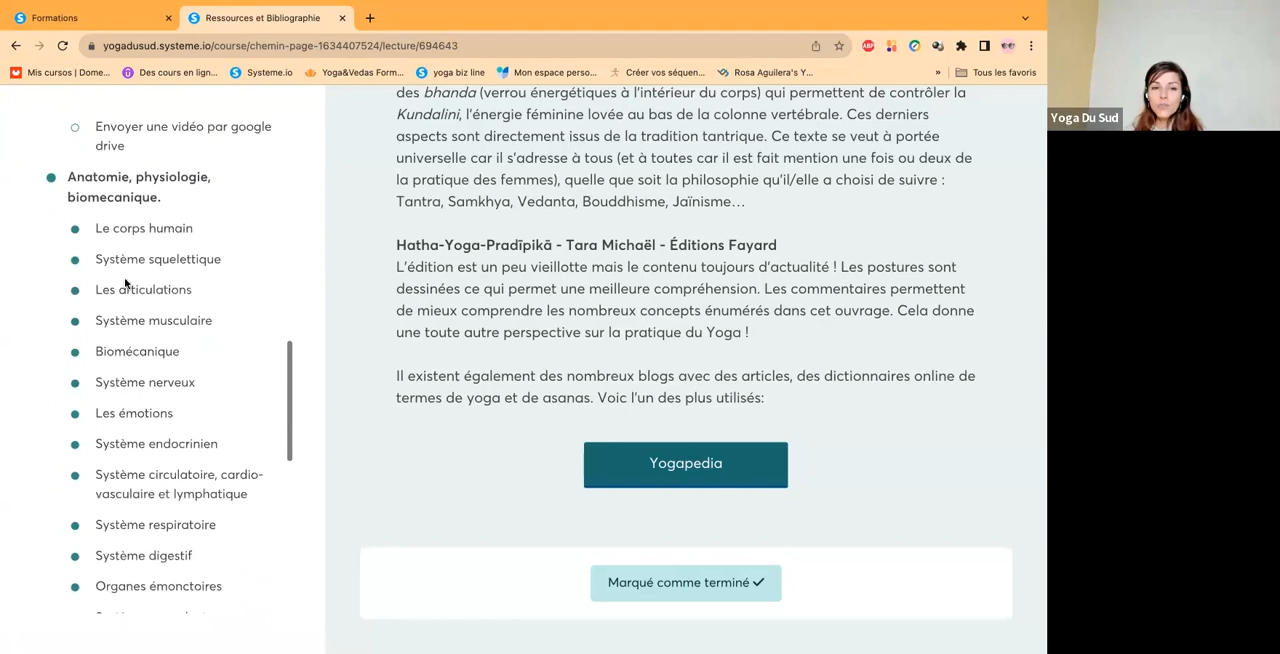 Formations
Ressources et Bibliographie
yogadusud.systeme.io/course/chemin-page-1634407524/lecture/694643
ABP
Mis cursos | Dome...
Des cours en lign...
Systeme.io
Yoga&Vedas Form...
yoga biz line
Mon espace perso...
Créer vos séquen...
Rosa Aguilera's Y...
»
Tous les favoris
Envoyer une vidéo par google
drive
Anatomie, physiologie,
biomecanique.
Le corps humain
Système squelettique
Les articulations
Système musculaire
Biomécanique
Système nerveux
Les émotions
Système endocrinien
Système circulatoire, cardio-
vasculaire et lymphatique
Système respiratoire
Système digestif
Organes émonctoires
des bhanda (verrou énergétiques à l'intérieur du corps) qui permettent de contrôler la
Kundalini, l'énergie féminine lovée au bas de la colonne vertébrale. Ces derniers
aspects sont directement issus de la tradition tantrique. Ce texte se veut à portée
universelle car il s'adresse à tous (et à toutes car il est fait mention une fois ou deux de
la pratique des femmes), quelle que soit la philosophie qu'il/elle a choisi de suivre :
Tantra, Samkhya, Vedanta, Bouddhisme, Jaïnisme…
Hatha-Yoga-Pradīpikā - Tara Michaël - Éditions Fayard
L'édition est un peu vieillotte mais le contenu toujours d'actualité ! Les postures sont
dessinées ce qui permet une meilleure compréhension. Les commentaires permettent
de mieux comprendre les nombreux concepts énumérés dans cet ouvrage. Cela donne
une toute autre perspective sur la pratique du Yoga !
Il existent également des nombreux blogs avec des articles, des dictionnaires online de
termes de yoga et de asanas. Voic l'un des plus utilisés:
Yogapedia
Marqué comme terminé
Yoga Du Sud